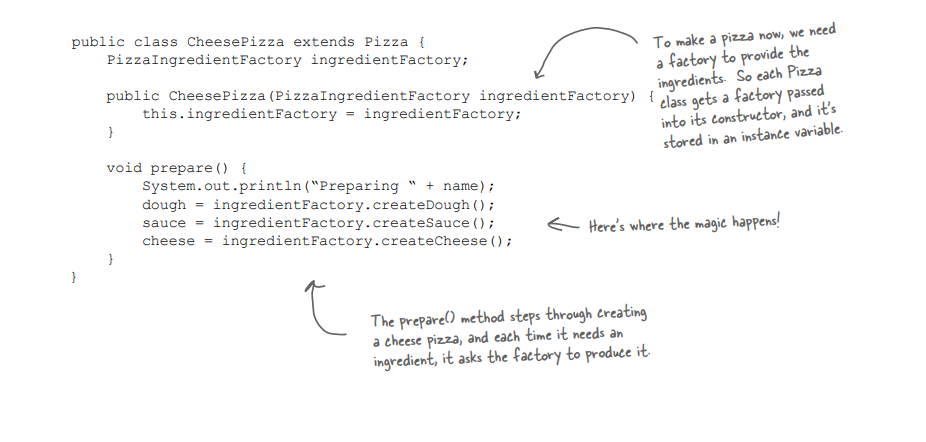 public class CheesePizza extends Pizza {
PizzaIngredientFactory ingredientFactory;
public CheesePizza(PizzaIngredientFactory ingredientFactory) {
this.ingredientFactory = ingredientFactory;
}
void prepare() {
System.out.println(“Preparing “ + name);
dough = ingredientFactory.createDough();
sauce = ingredientFactory.createSauce();
cheese = ingredientFactory.createCheese();
}
}
To make a pizza now, we need
a factory to provide the
ingredients. So each Pizza
class gets a factory passed
into its constructor, and it's
stored in an instance variable.
Here's where the magic happens!
The prepare() method steps through creating
a cheese pizza, and each time it needs an
ingredient, it asks the factory to produce it.